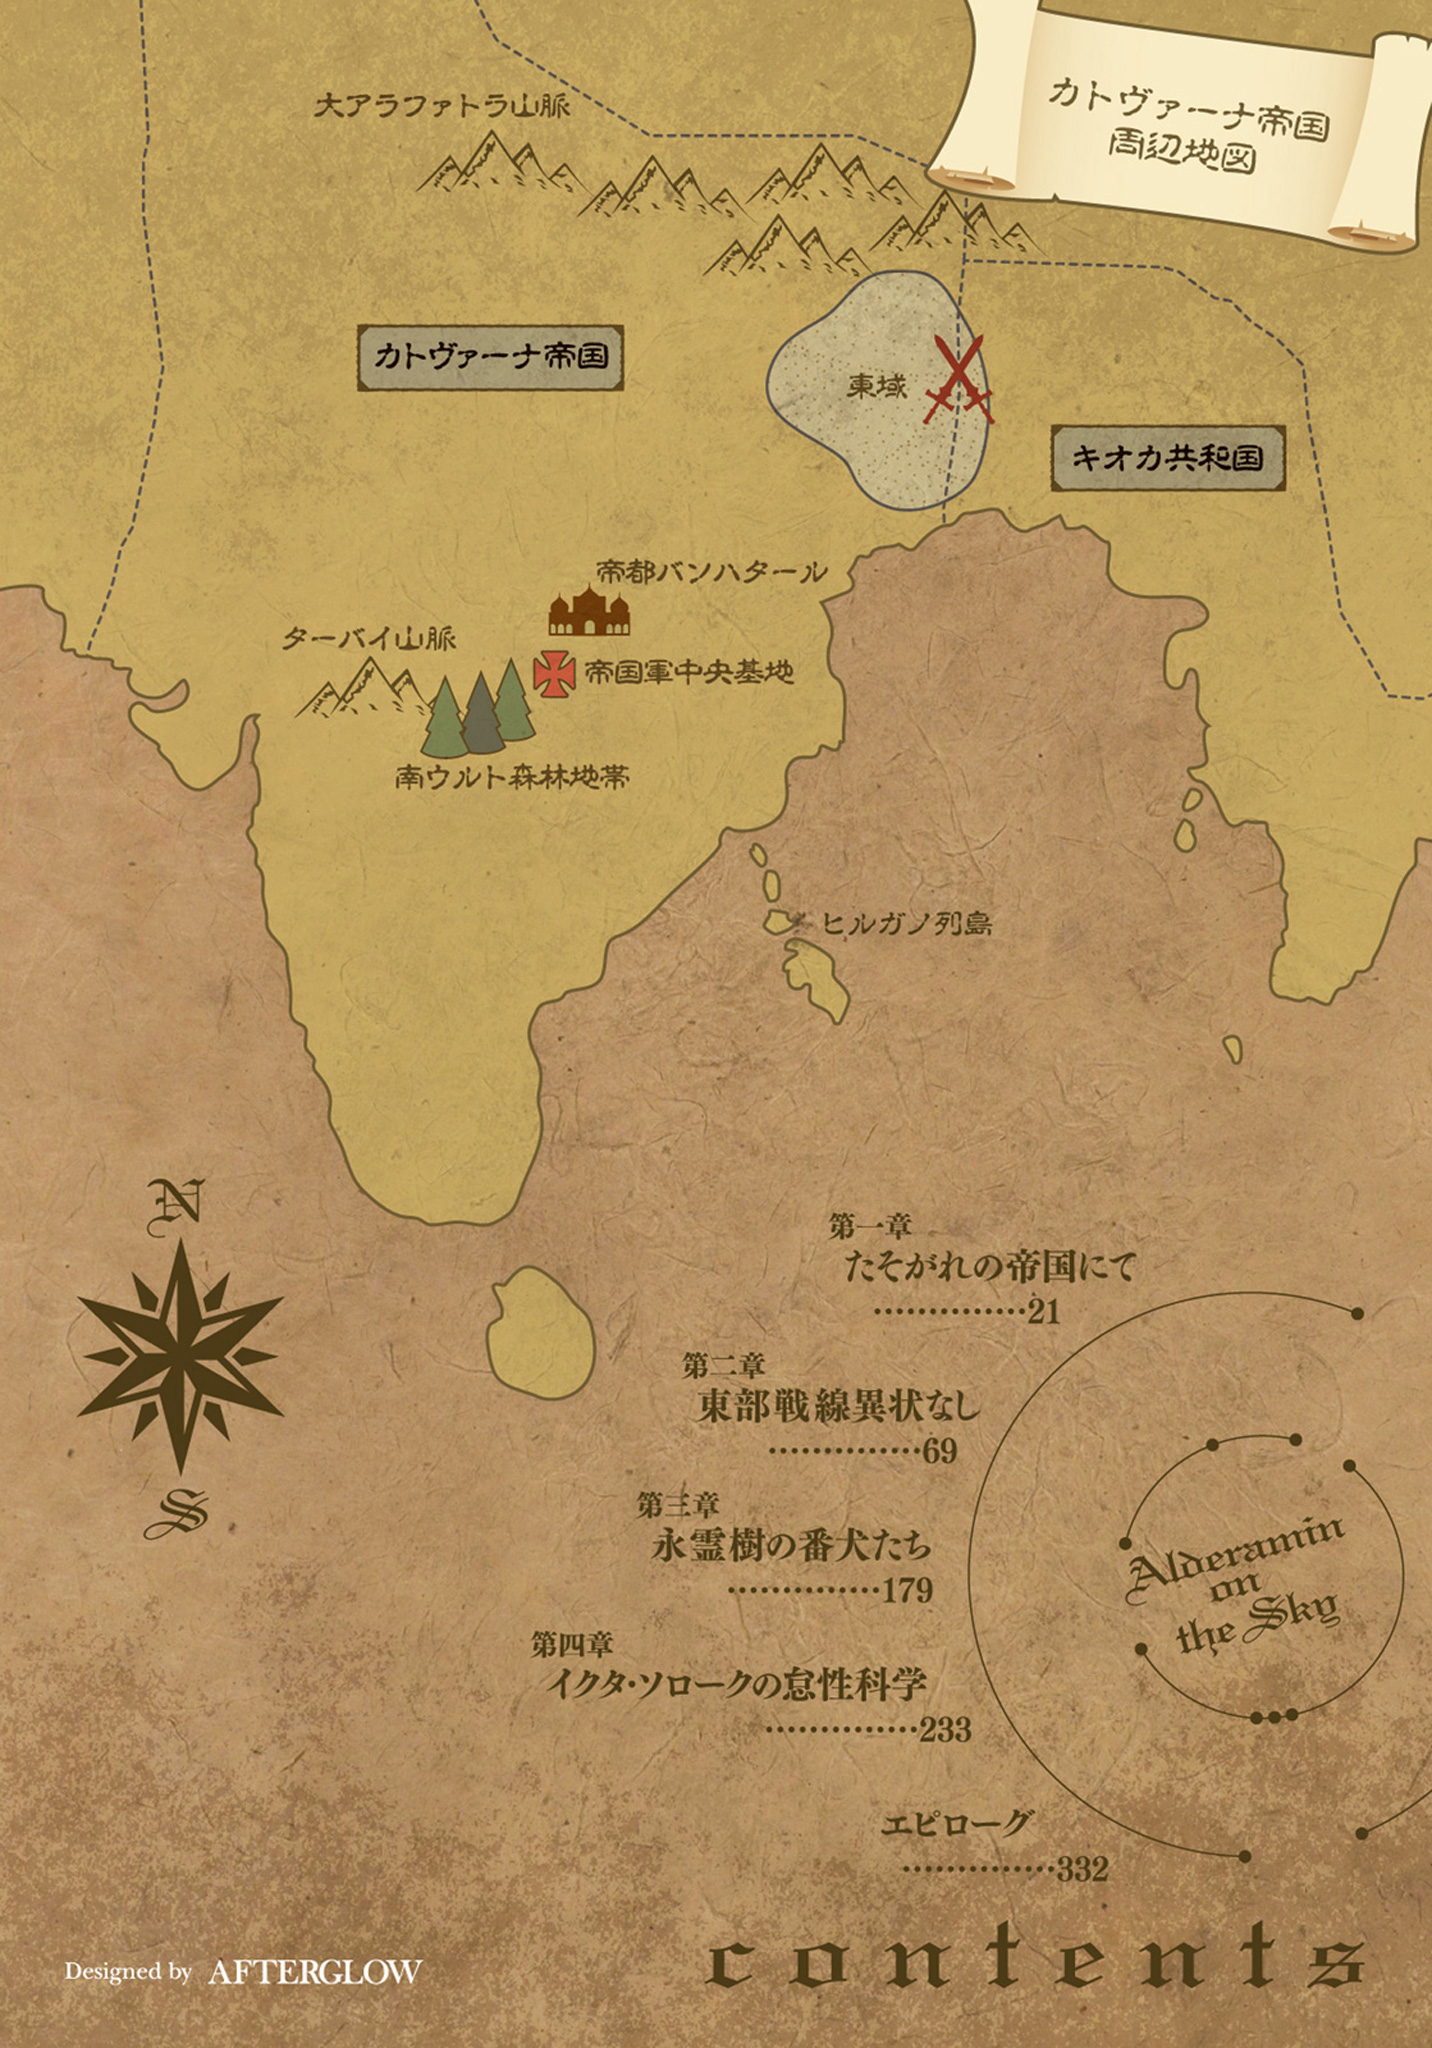 カトヴァーナ帝国
周辺地図
大アラファトラ山脈
カトヴァーナ帝国
東域
キオカ共和国
帝都バンハタール
ターバイ山脈
帝国軍中央基地
南ウルト森林地帯
ヒルガノ列島
N
S
第一章
たそがれの帝国にて
……………21
第二章
東部戦線異状なし
……………69
第三章
永霊樹の番犬たち
……………179
第四章
イクタ・ソロークの怠性科学
……………233
エピローグ
……………332
Alderamin
on
the Sky
contents
Designed by AFTERGLOW